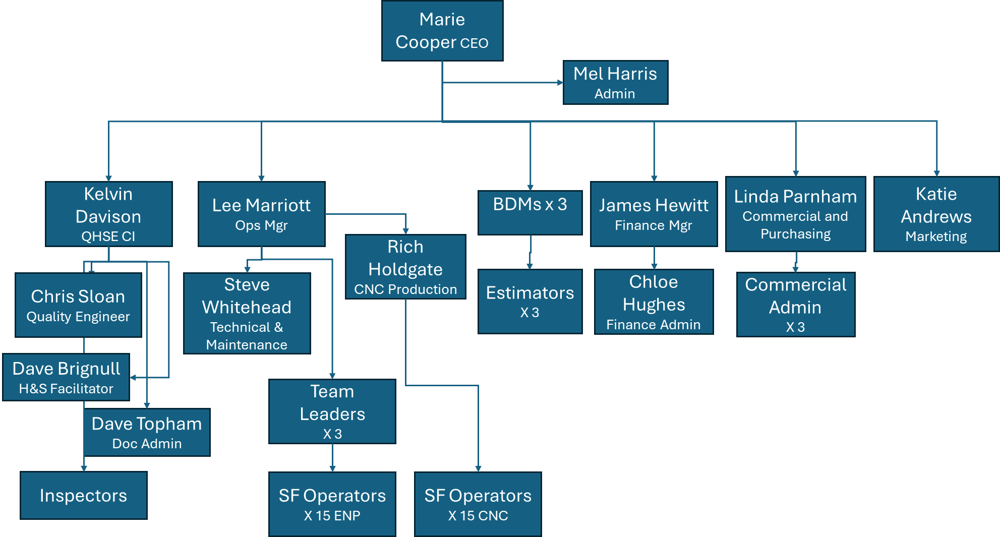 Marie
Cooper CEO
Mel Harris
Admin
Kelvin
Davison
QHSE CI
Lee Marriott
Ops Mgr
BDMs x 3
James Hewitt
Finance Mgr
Linda Parnham
Commercial and
Purchasing
Katie
Andrews
Marketing
Rich
Holdgate
CNC Production
Chris Sloan
Quality Engineer
Steve
Whitehead
Technical &
Maintenance
Estimators
X 3
Chloe
Hughes
Finance Admin
Commercial
Admin
X 3
Dave Brignull
H&S Facilitator
Team
Leaders
X 3
Dave Topham
Doc Admin
Inspectors
SF Operators
X 15 ENP
SF Operators
X 15 CNC